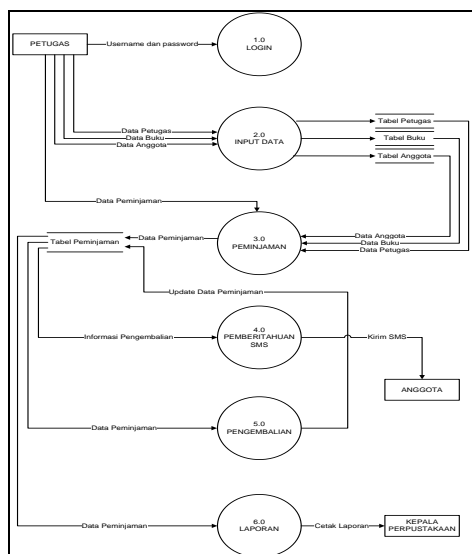 PETUGAS
Username dan password
1.0
LOGIN
Data Petugas
Data Buku
Data Anggota
2.0
INPUT DATA
Tabel Petugas
Tabel Buku
Tabel Anggota
Data Peminjaman
3.0
PEMINJAMAN
Data Anggota
Data Buku
Data Petugas
Data Peminjaman
Tabel Peminjaman
Update Data Peminjaman
Informasi Pengembalian
4.0
PEMBERITAHUAN
SMS
Kirim SMS
ANGGOTA
Data Peminjaman
5.0
PENGEMBALIAN
Data Peminjaman
6.0
LAPORAN
Cetak Laporan
KEPALA
PERPUSTAKAAN